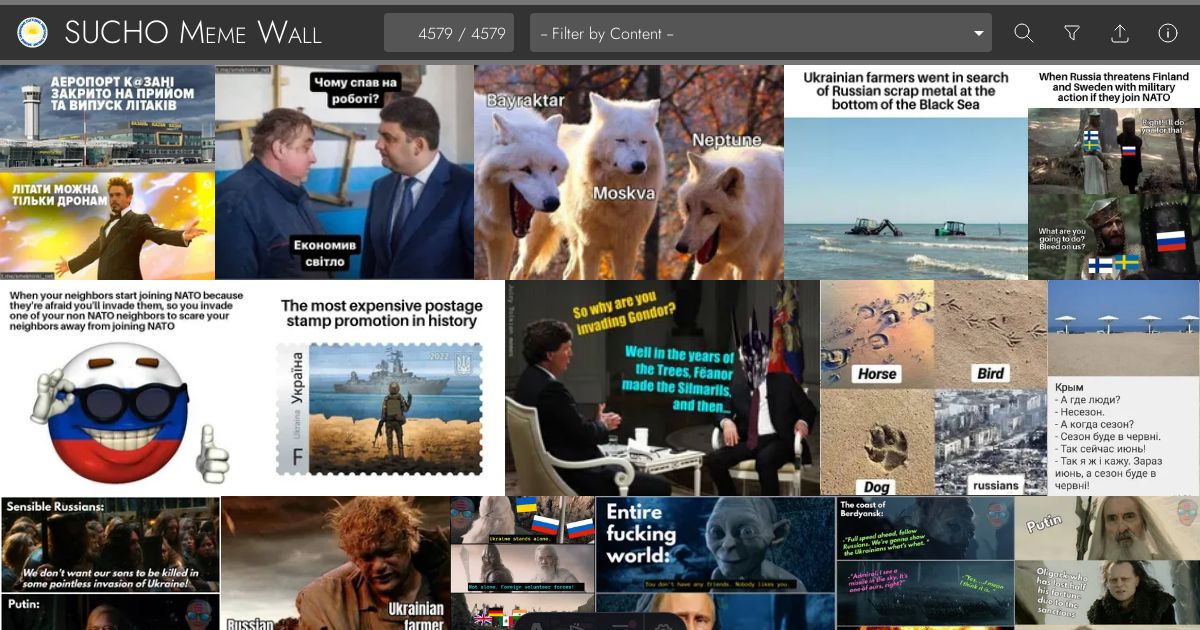 SUCHO Meme Wall
4579 / 4579
– Filter by Content –
АЕРОПОРТ К@ЗАНІ
ЗАКРИТО НА ПРИЙОМ
ТА ВИПУСК ЛІТАКІВ
ЛІТАТИ МОЖНА
ТІЛЬКИ ДРОНАМ
Чому спав на
роботі?
Економив
світло
Bayraktar
Neptune
Moskva
Ukrainian farmers went in search
of Russian scrap metal at the
bottom of the Black Sea
When Russia threatens Finland
and Sweden with military
action if they join NATO
Right, I'll do
you for that
What are you
going to do?
Bleed on us?
When your neighbors start joining NATO because
they're afraid you'll invade them, so you invade
one of your non NATO neighbors to scare your
neighbors away from joining NATO
The most expensive postage
stamp promotion in history
2022
Україна
Ukraina
F
So why are you
invading Gondor?
Well in the years of
the Trees, Fëanor
made the Silmarils,
and then...
Horse
Bird
Dog
russians
Крым
- А где люди?
- Несезон.
- А когда сезон?
- Сезон буде в червні.
- Так сейчас июнь!
- Так я ж і кажу. Зараз
июнь, а сезон буде в
червні!
Sensible Russians:
We don't want our sons to be killed in
some pointless invasion of Ukraine!
Putin:
Russian
Ukrainian
farmer
Ukraine stands alone.
Not alone. Foreign volunteer forces!
Entire
fucking
world:
You don't have any friends. Nobody likes you.
The coast of
Berdyansk:
-"Full speed ahead, fellow
Russians. We're gonna show
the Ukrainians what's what."
-"Admiral, I see a
missile in the sky. It's
one of ours, right?"
-"Yes....I mean
I think it is."
Putin
Oligark who
has lost half
his fortune
due to the
sanctions